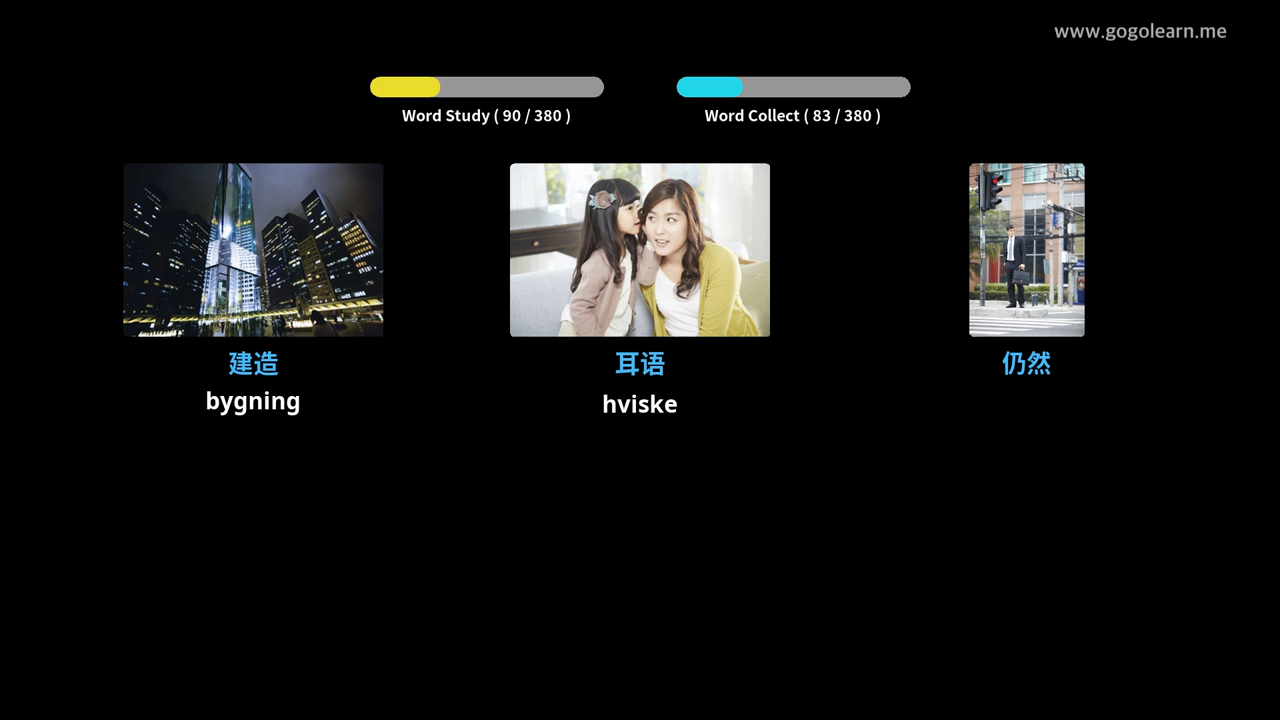 www.gogolearn.me
Word Study ( 90 / 380 )
Word Collect ( 83 / 380 )
建造
耳语
仍然
bygning
hviske